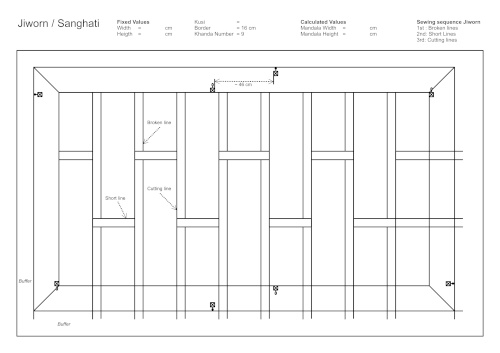 Jiworn / Sanghati
Fixed Values
Width = cm
Heigth = cm
Kusi =
Border = 16 cm
Khanda Number = 9
Calculated Values
Mandala Width = cm
Mandala Height = cm
Sewing sequence Jiworn
1st : Broken lines
2nd: Short Lines
3rd: Cutting lines
~ 49 cm
Broken line
Cutting line
Short line
Buffer
Buffer